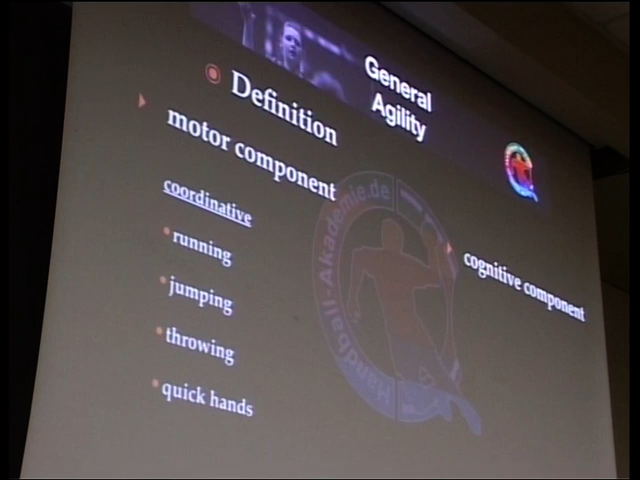 General
Agility
Definition
motor component
coordinative
running
jumping
throwing
quick hands
cognitive component
Handball-Akademie.de